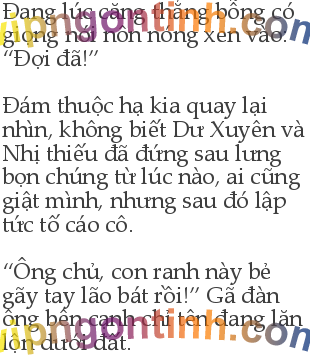 Đang lúc căng thẳng bỗng có
giọng nói non nóng xen vào:
“Đợi đã!”
Đám thuộc hạ kia quay lại
nhìn, không biết Dư Xuyên và
Nhị thiếu đã đứng sau lưng
bọn chúng từ lúc nào, ai cũng
giật mình, nhưng sau đó lập
tức tố cáo cô.
“Ông chủ, con ranh này bẻ
gãy tay lão bát rồi!” Gã đàn
ông bên cạnh chỉ tên đang lăn
lộn dưới đất.